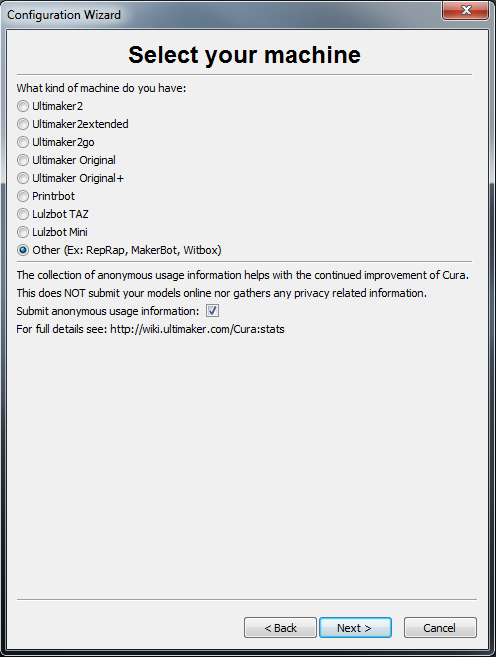 Configuration Wizard
Select your machine
What kind of machine do you have:
Ultimaker2
Ultimaker2extended
Ultimaker2go
Ultimaker Original
Ultimaker Original+
Printrbot
Lulzbot TAZ
Lulzbot Mini
Other (Ex: RepRap, MakerBot, Witbox)
The collection of anonymous usage information helps with the continued improvement of Cura.
This does NOT submit your models online nor gathers any privacy related information.
Submit anonymous usage information:
For full details see: http://wiki.ultimaker.com/Cura:stats
< Back Next > Cancel